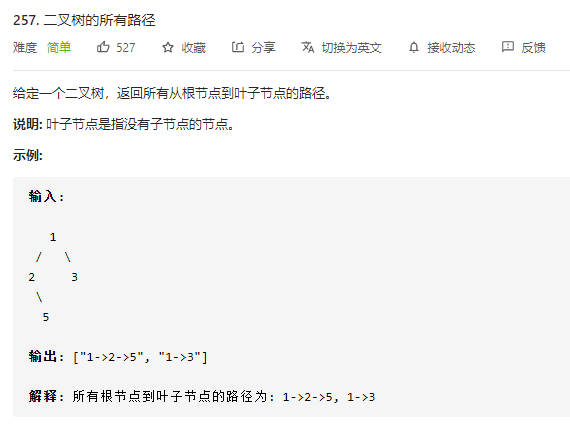 257. 二叉树的所有路径
难度 简单 527 收藏 分享 切换为英文 接收动态 反馈
给定一个二叉树，返回所有从根节点到叶子节点的路径。
说明: 叶子节点是指没有子节点的节点。
示例:
输入:
1
/ \
2 3
\
5
输出: ["1->2->5", "1->3"]
解释: 所有根节点到叶子节点的路径为: 1->2->5, 1->3